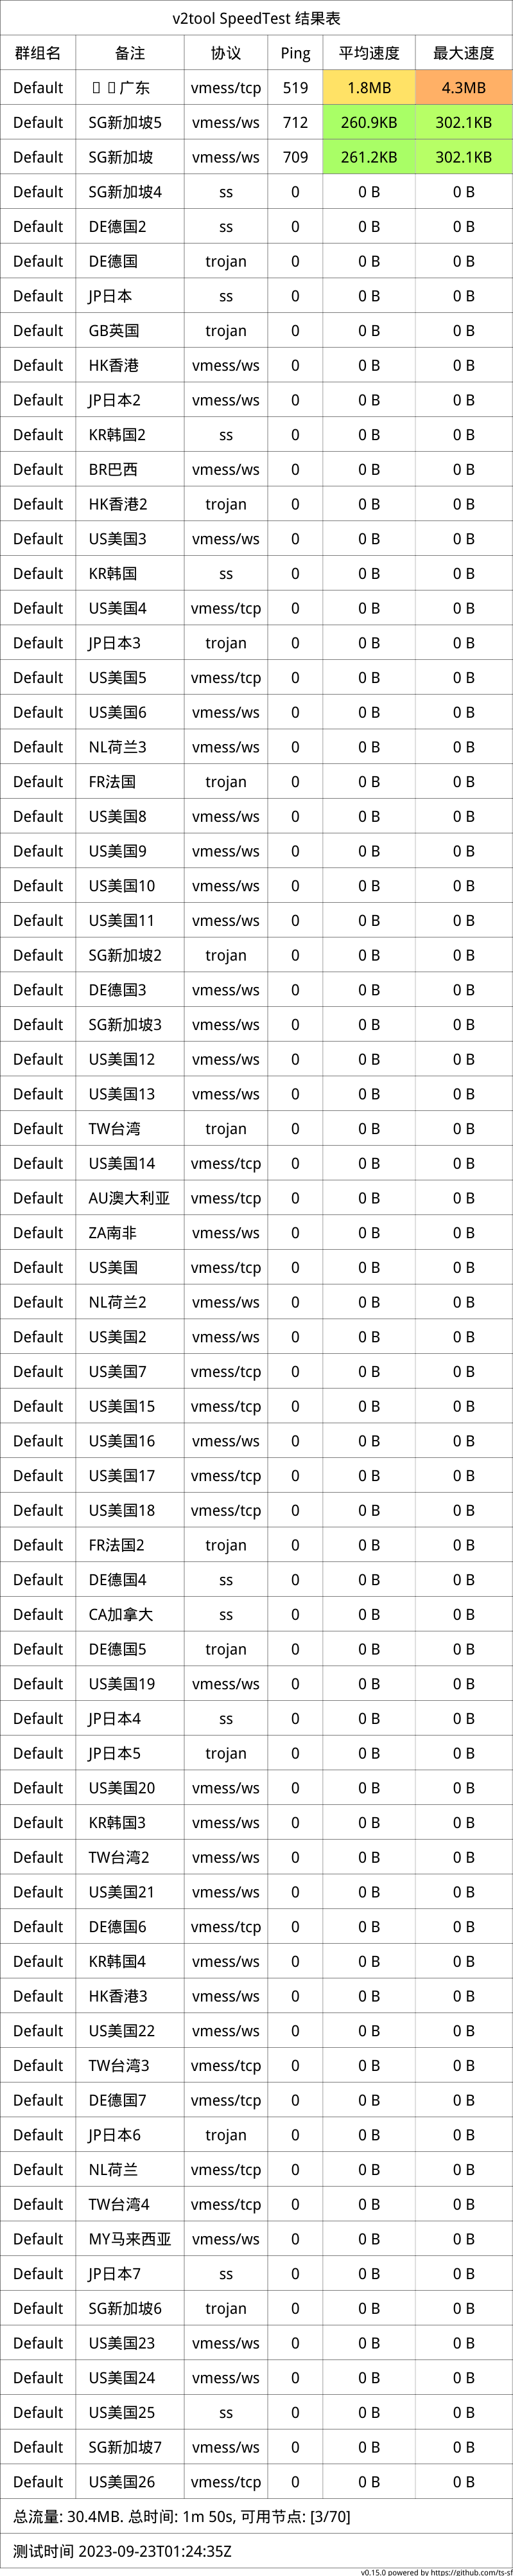 v2tool SpeedTest 结果表
群组名 备注 协议 Ping 平均速度 最大速度
Default 广东 vmess/tcp 519 1.8MB 4.3MB
Default SG新加坡5 vmess/ws 712 260.9KB 302.1KB
Default SG新加坡 vmess/ws 709 261.2KB 302.1KB
Default SG新加坡4 ss 0 0 B 0 B
Default DE德国2 ss 0 0 B 0 B
Default DE德国 trojan 0 0 B 0 B
Default JP日本 ss 0 0 B 0 B
Default GB英国 trojan 0 0 B 0 B
Default HK香港 vmess/ws 0 0 B 0 B
Default JP日本2 vmess/ws 0 0 B 0 B
Default KR韩国2 ss 0 0 B 0 B
Default BR巴西 vmess/ws 0 0 B 0 B
Default HK香港2 trojan 0 0 B 0 B
Default US美国3 vmess/ws 0 0 B 0 B
Default KR韩国 ss 0 0 B 0 B
Default US美国4 vmess/tcp 0 0 B 0 B
Default JP日本3 trojan 0 0 B 0 B
Default US美国5 vmess/tcp 0 0 B 0 B
Default US美国6 vmess/ws 0 0 B 0 B
Default NL荷兰3 vmess/ws 0 0 B 0 B
Default FR法国 trojan 0 0 B 0 B
Default US美国8 vmess/ws 0 0 B 0 B
Default US美国9 vmess/ws 0 0 B 0 B
Default US美国10 vmess/ws 0 0 B 0 B
Default US美国11 vmess/ws 0 0 B 0 B
Default SG新加坡2 trojan 0 0 B 0 B
Default DE德国3 vmess/ws 0 0 B 0 B
Default SG新加坡3 vmess/ws 0 0 B 0 B
Default US美国12 vmess/ws 0 0 B 0 B
Default US美国13 vmess/ws 0 0 B 0 B
Default TW台湾 trojan 0 0 B 0 B
Default US美国14 vmess/tcp 0 0 B 0 B
Default AU澳大利亚 vmess/tcp 0 0 B 0 B
Default ZA南非 vmess/ws 0 0 B 0 B
Default US美国 vmess/tcp 0 0 B 0 B
Default NL荷兰2 vmess/ws 0 0 B 0 B
Default US美国2 vmess/ws 0 0 B 0 B
Default US美国7 vmess/tcp 0 0 B 0 B
Default US美国15 vmess/tcp 0 0 B 0 B
Default US美国16 vmess/ws 0 0 B 0 B
Default US美国17 vmess/tcp 0 0 B 0 B
Default US美国18 vmess/tcp 0 0 B 0 B
Default FR法国2 trojan 0 0 B 0 B
Default DE德国4 ss 0 0 B 0 B
Default CA加拿大 ss 0 0 B 0 B
Default DE德国5 trojan 0 0 B 0 B
Default US美国19 vmess/ws 0 0 B 0 B
Default JP日本4 ss 0 0 B 0 B
Default JP日本5 trojan 0 0 B 0 B
Default US美国20 vmess/ws 0 0 B 0 B
Default KR韩国3 vmess/ws 0 0 B 0 B
Default TW台湾2 vmess/ws 0 0 B 0 B
Default US美国21 vmess/ws 0 0 B 0 B
Default DE德国6 vmess/tcp 0 0 B 0 B
Default KR韩国4 vmess/ws 0 0 B 0 B
Default HK香港3 vmess/ws 0 0 B 0 B
Default US美国22 vmess/ws 0 0 B 0 B
Default TW台湾3 vmess/tcp 0 0 B 0 B
Default DE德国7 vmess/tcp 0 0 B 0 B
Default JP日本6 trojan 0 0 B 0 B
Default NL荷兰 vmess/tcp 0 0 B 0 B
Default TW台湾4 vmess/tcp 0 0 B 0 B
Default MY马来西亚 vmess/ws 0 0 B 0 B
Default JP日本7 ss 0 0 B 0 B
Default SG新加坡6 trojan 0 0 B 0 B
Default US美国23 vmess/ws 0 0 B 0 B
Default US美国24 vmess/ws 0 0 B 0 B
Default US美国25 ss 0 0 B 0 B
Default SG新加坡7 vmess/ws 0 0 B 0 B
Default US美国26 vmess/tcp 0 0 B 0 B
总流量: 30.4MB. 总时间: 1m 50s, 可用节点: [3/70]
测试时间 2023-09-23T01:24:35Z
v0.15.0 powered by https://github.com/ts-sf